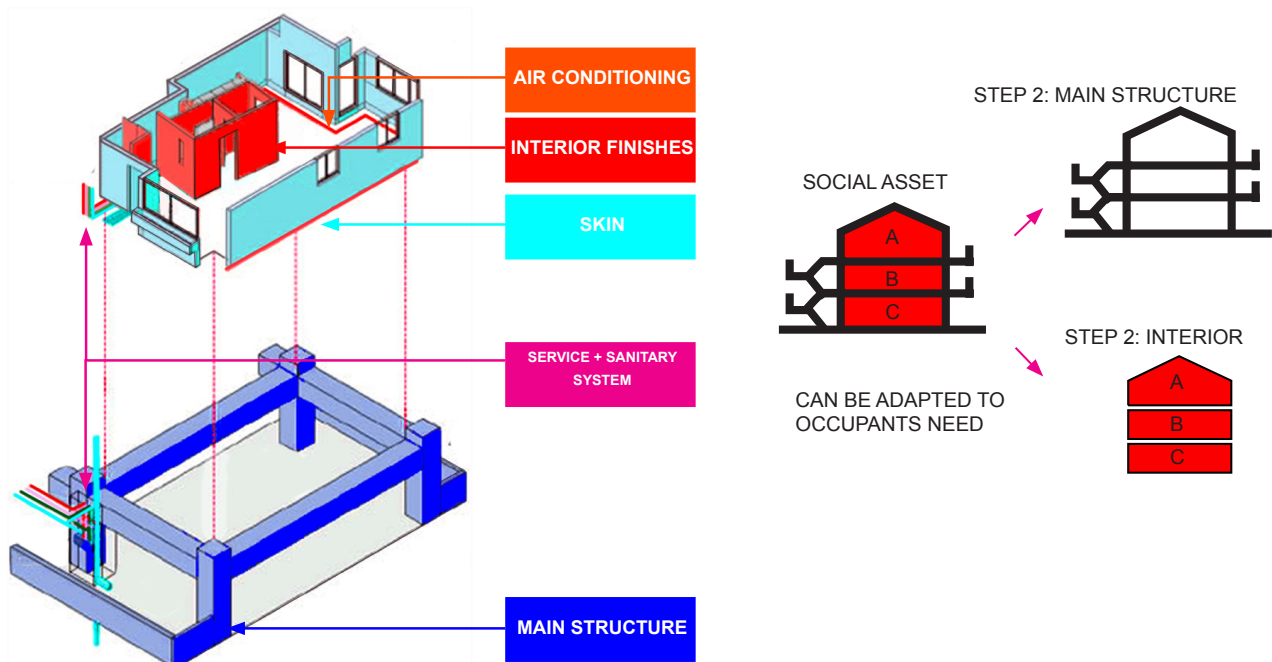 AIR CONDITIONING
INTERIOR FINISHES
SKIN
SERVICE + SANITARY
SYSTEM
MAIN STRUCTURE
SOCIAL ASSET
A
B
C
CAN BE ADAPTED TO
OCCUPANTS NEED
STEP 2: MAIN STRUCTURE
STEP 2: INTERIOR
A
B
C